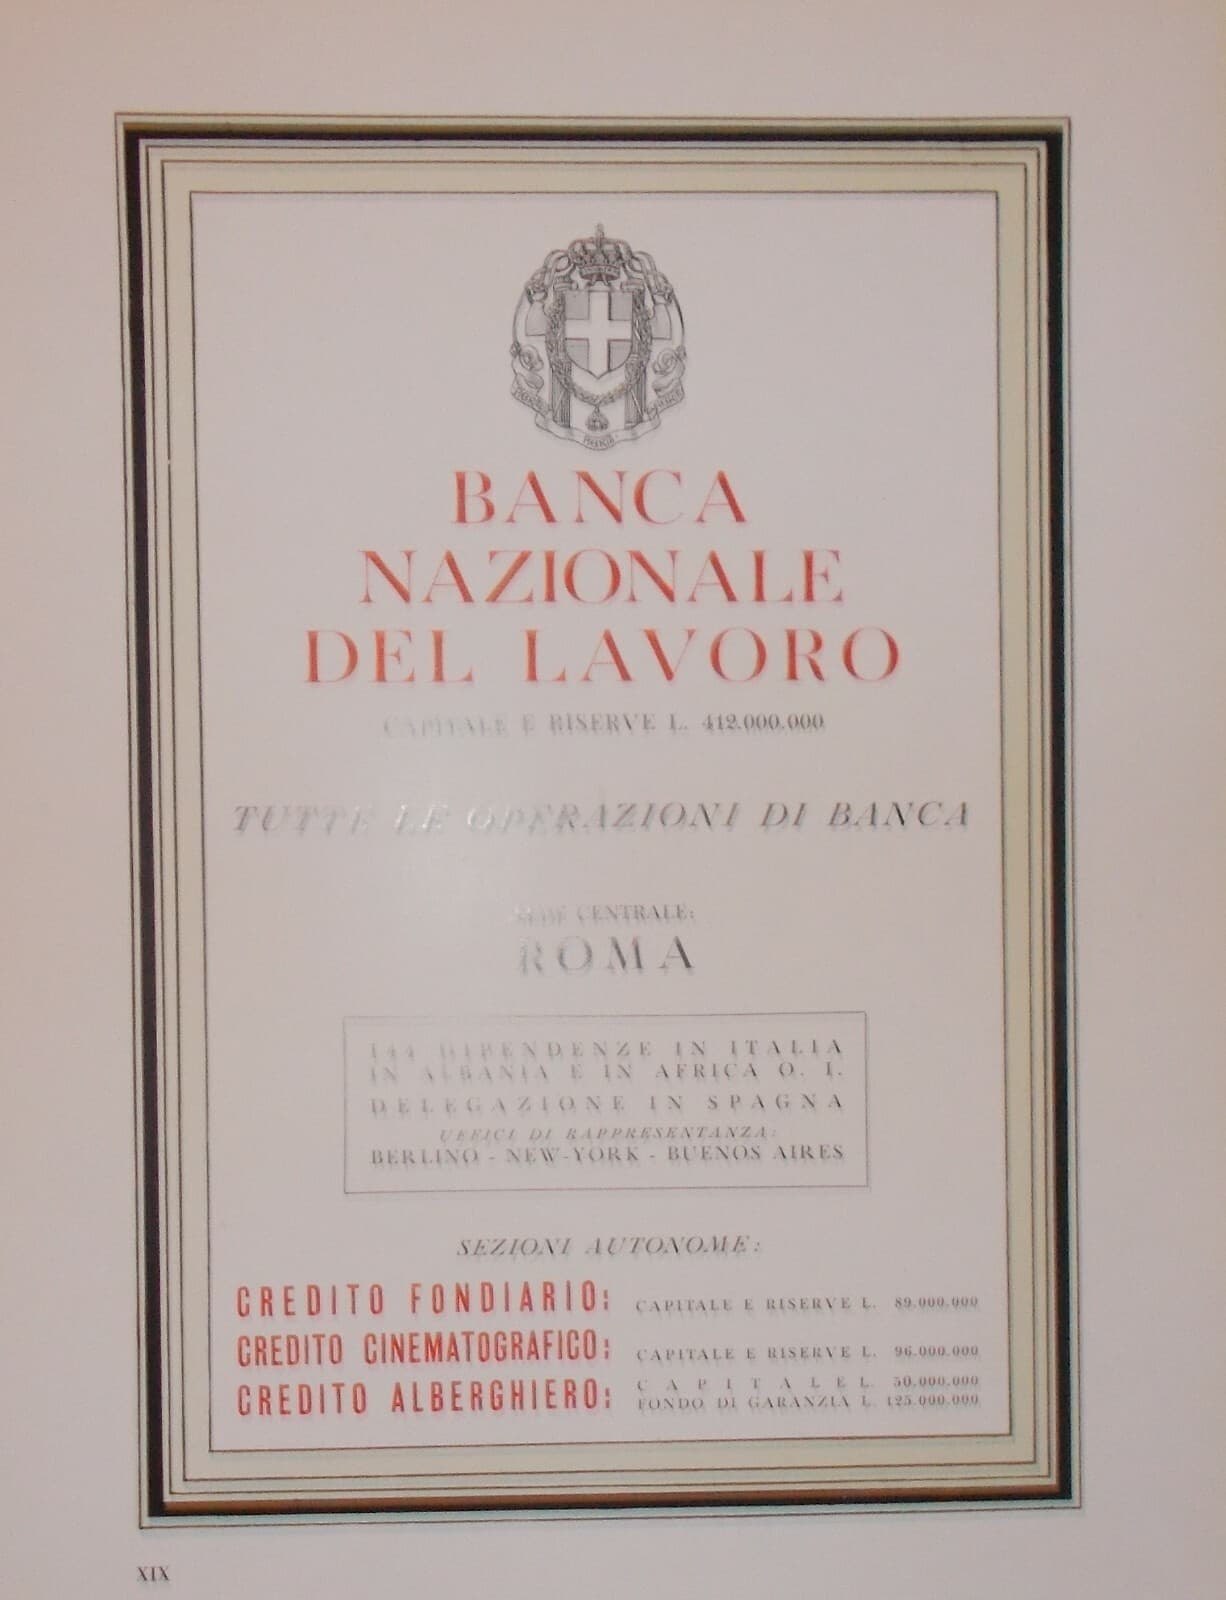 BANCA
NAZIONALE
DEL LAVORO
CAPITALE E RISERVE L. 412.000.000
TUTTE LE OPERAZIONI DI BANCA
SEDE CENTRALE:
ROMA
144 DIPENDENZE IN ITALIA
IN ALBANIA E IN AFRICA O. I.
DELEGAZIONE IN SPAGNA
UFFICI DI RAPPRESENTANZA:
BERLINO - NEW-YORK - BUENOS AIRES
SEZIONI AUTONOME:
CREDITO FONDIARIO: CAPITALE E RISERVE L. 89.000.000
CREDITO CINEMATOGRAFICO: CAPITALE E RISERVE L. 96.000.000
CREDITO ALBERGHIERO: CAPITALE L. 50.000.000
FONDO DI GARANZIA L. 125.000.000
XIX